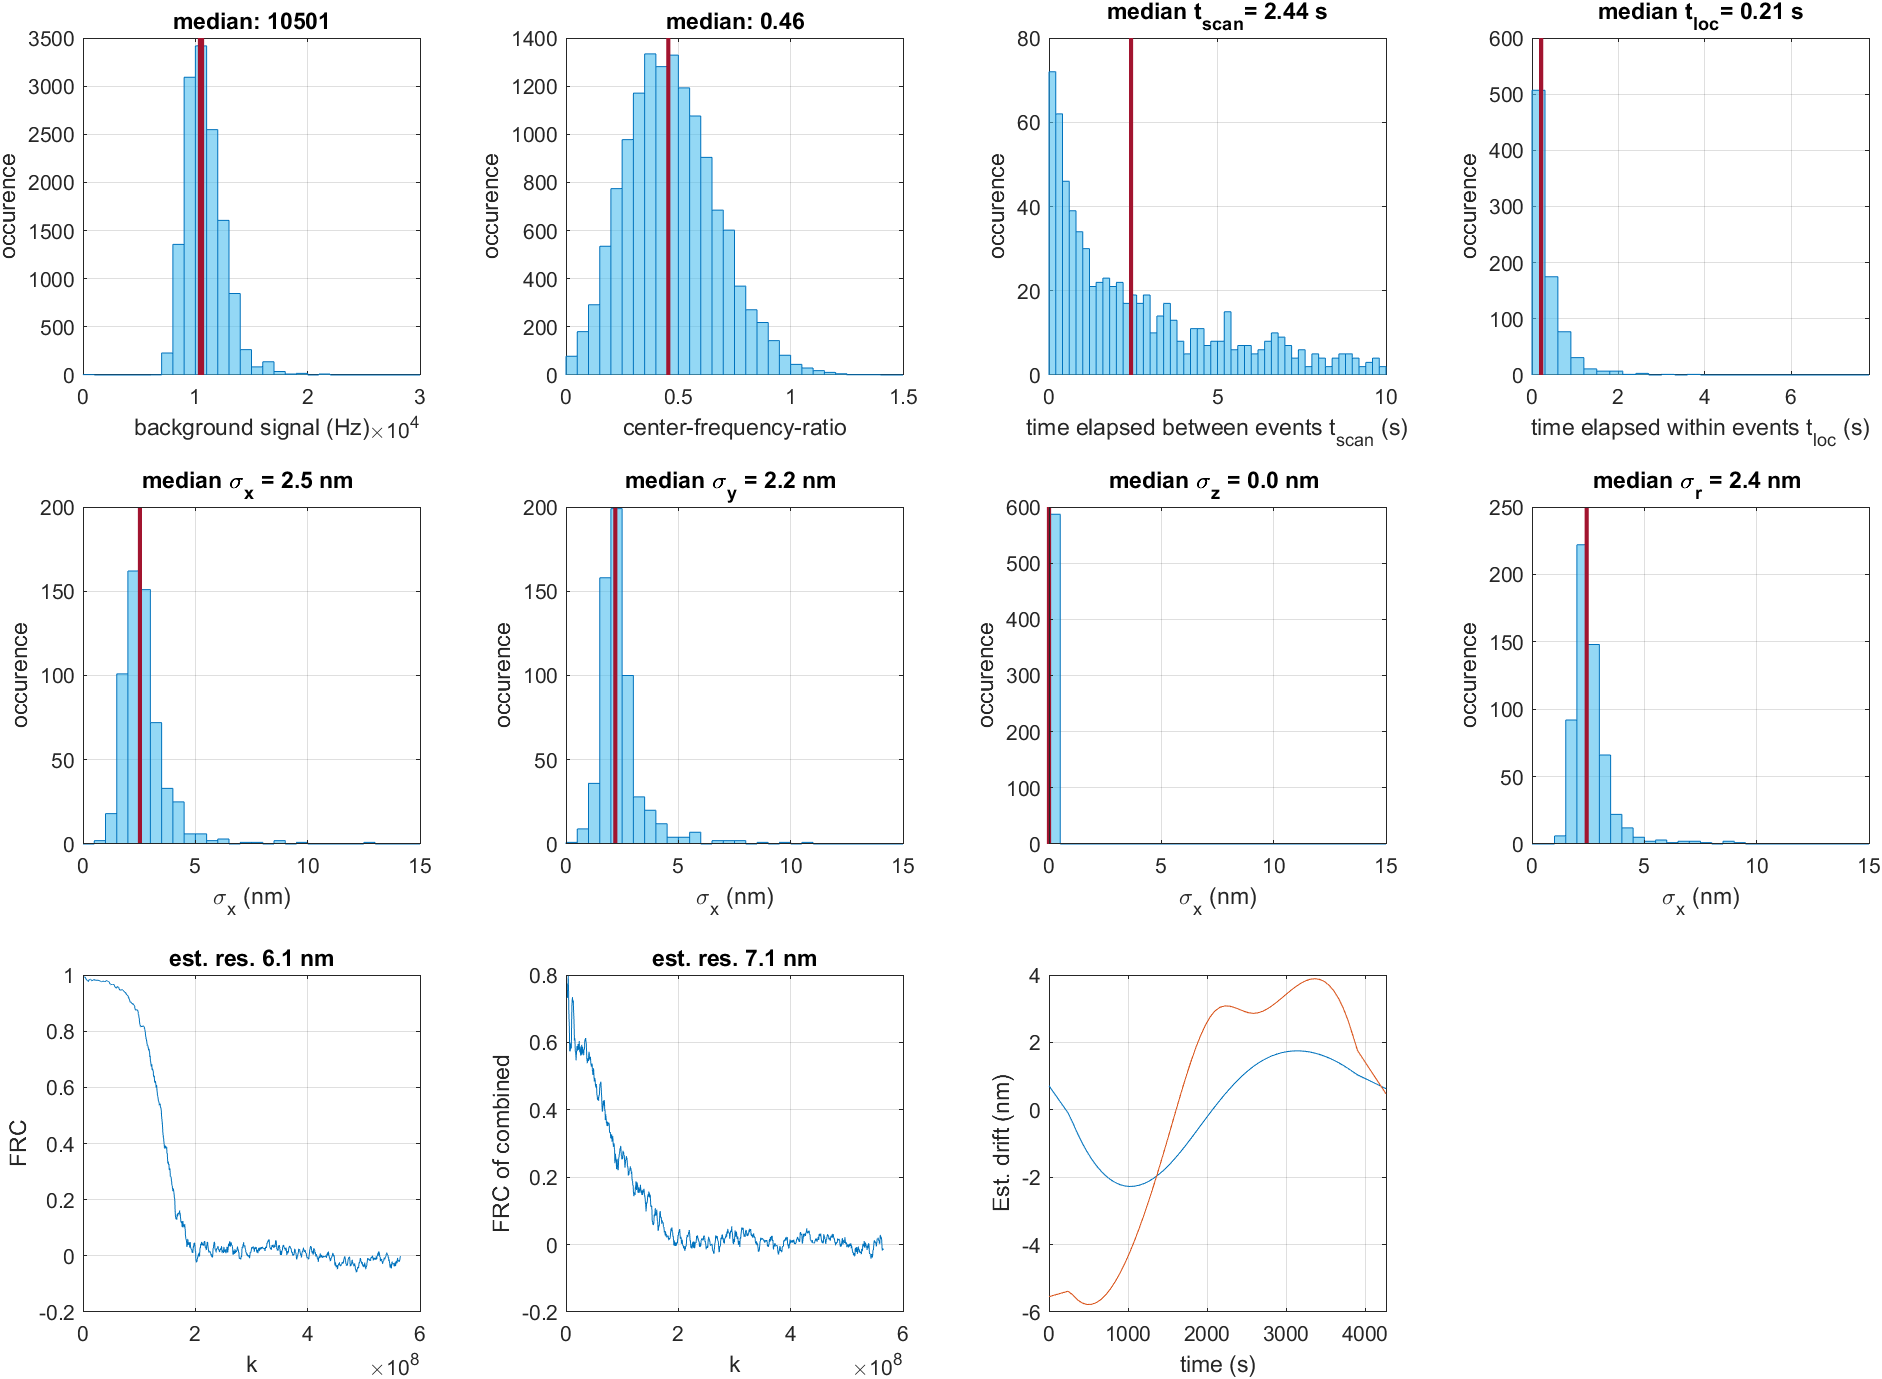 median: 10501
3500
3000
2500
2000
1500
1000
500
0
occurence
0 1 2 3
background signal (Hz) ×10⁴
median: 0.46
1400
1200
1000
800
600
400
200
0
occurence
0 0.5 1 1.5
center-frequency-ratio
median t_scan= 2.44 s
80
60
40
20
0
occurence
0 5 10
time elapsed between events t_scan (s)
median t_loc= 0.21 s
600
500
400
300
200
100
0
occurence
0 2 4 6
time elapsed within events t_loc (s)
median σ_x = 2.5 nm
200
150
100
50
0
occurence
0 5 10 15
σ_x (nm)
median σ_y = 2.2 nm
200
150
100
50
0
occurence
0 5 10 15
σ_x (nm)
median σ_z = 0.0 nm
600
500
400
300
200
100
0
occurence
0 5 10 15
σ_x (nm)
median σ_r = 2.4 nm
250
200
150
100
50
0
occurence
0 5 10 15
σ_x (nm)
est. res. 6.1 nm
1
0.8
0.6
0.4
0.2
0
-0.2
FRC
0 2 4 6
k ×10⁸
est. res. 7.1 nm
0.8
0.6
0.4
0.2
0
-0.2
FRC of combined
0 2 4 6
k ×10⁸
4
2
0
-2
-4
-6
Est. drift (nm)
0 1000 2000 3000 4000
time (s)